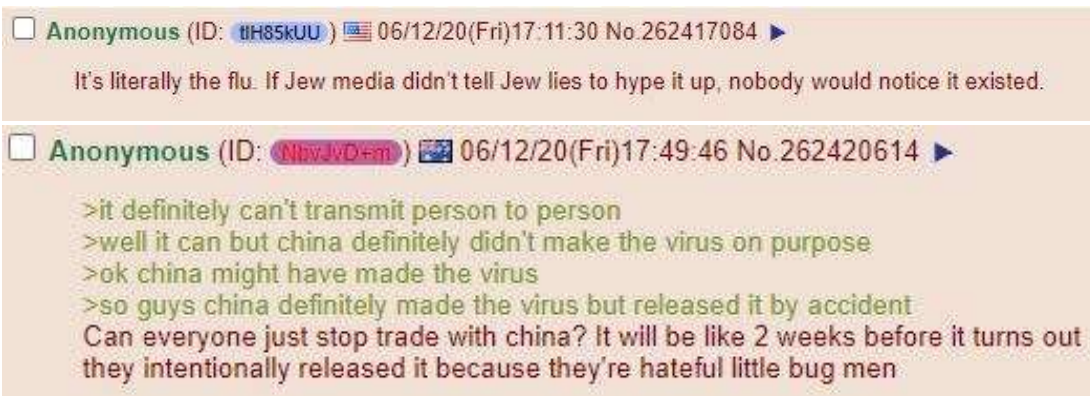 Anonymous (ID: tlH85kUU) 06/12/20(Fri)17:11:30 No.262417084 ▶
It's literally the flu. If Jew media didn't tell Jew lies to hype it up, nobody would notice it existed.
Anonymous (ID: NbvJvD+m) 06/12/20(Fri)17:49:46 No.262420614 ▶
>it definitely can't transmit person to person
>well it can but china definitely didn't make the virus on purpose
>ok china might have made the virus
>so guys china definitely made the virus but released it by accident
Can everyone just stop trade with china? It will be like 2 weeks before it turns out
they intentionally released it because they're hateful little bug men